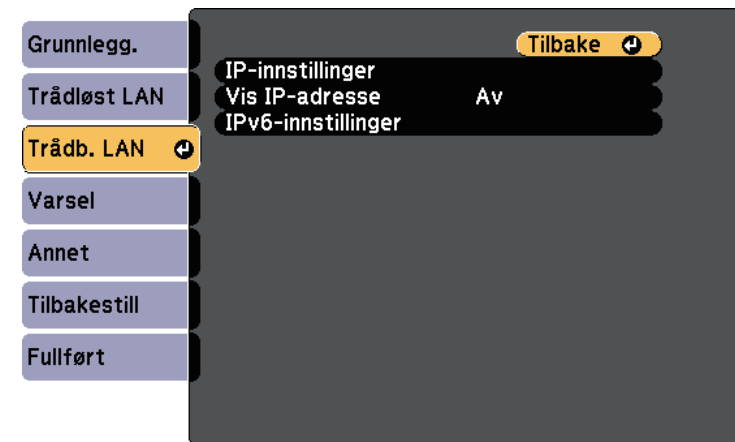 Grunnlegg.
Trådløst LAN
Trådb. LAN
Varsel
Annet
Tilbakestill
Fullført
Tilbake
IP-innstillinger
Vis IP-adresse Av
IPv6-innstillinger